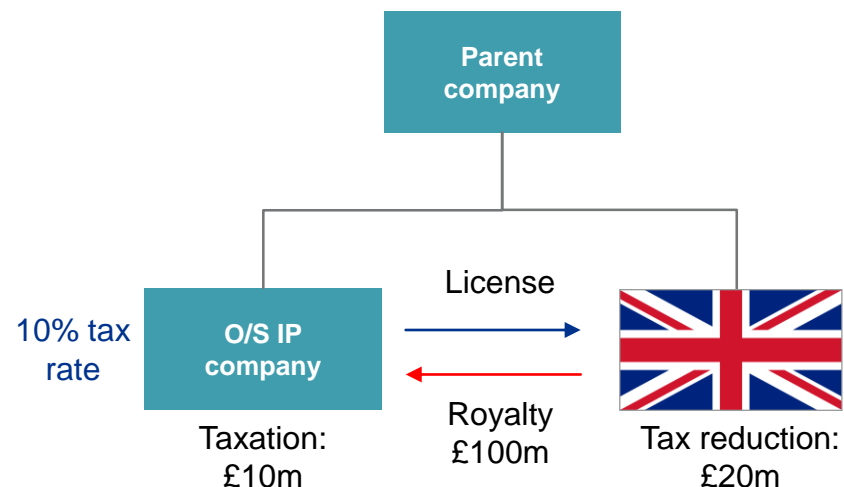 Parent
company
License
10% tax
rate
O/S IP
company
Royalty
£100m
Taxation:
£10m
Tax reduction:
£20m